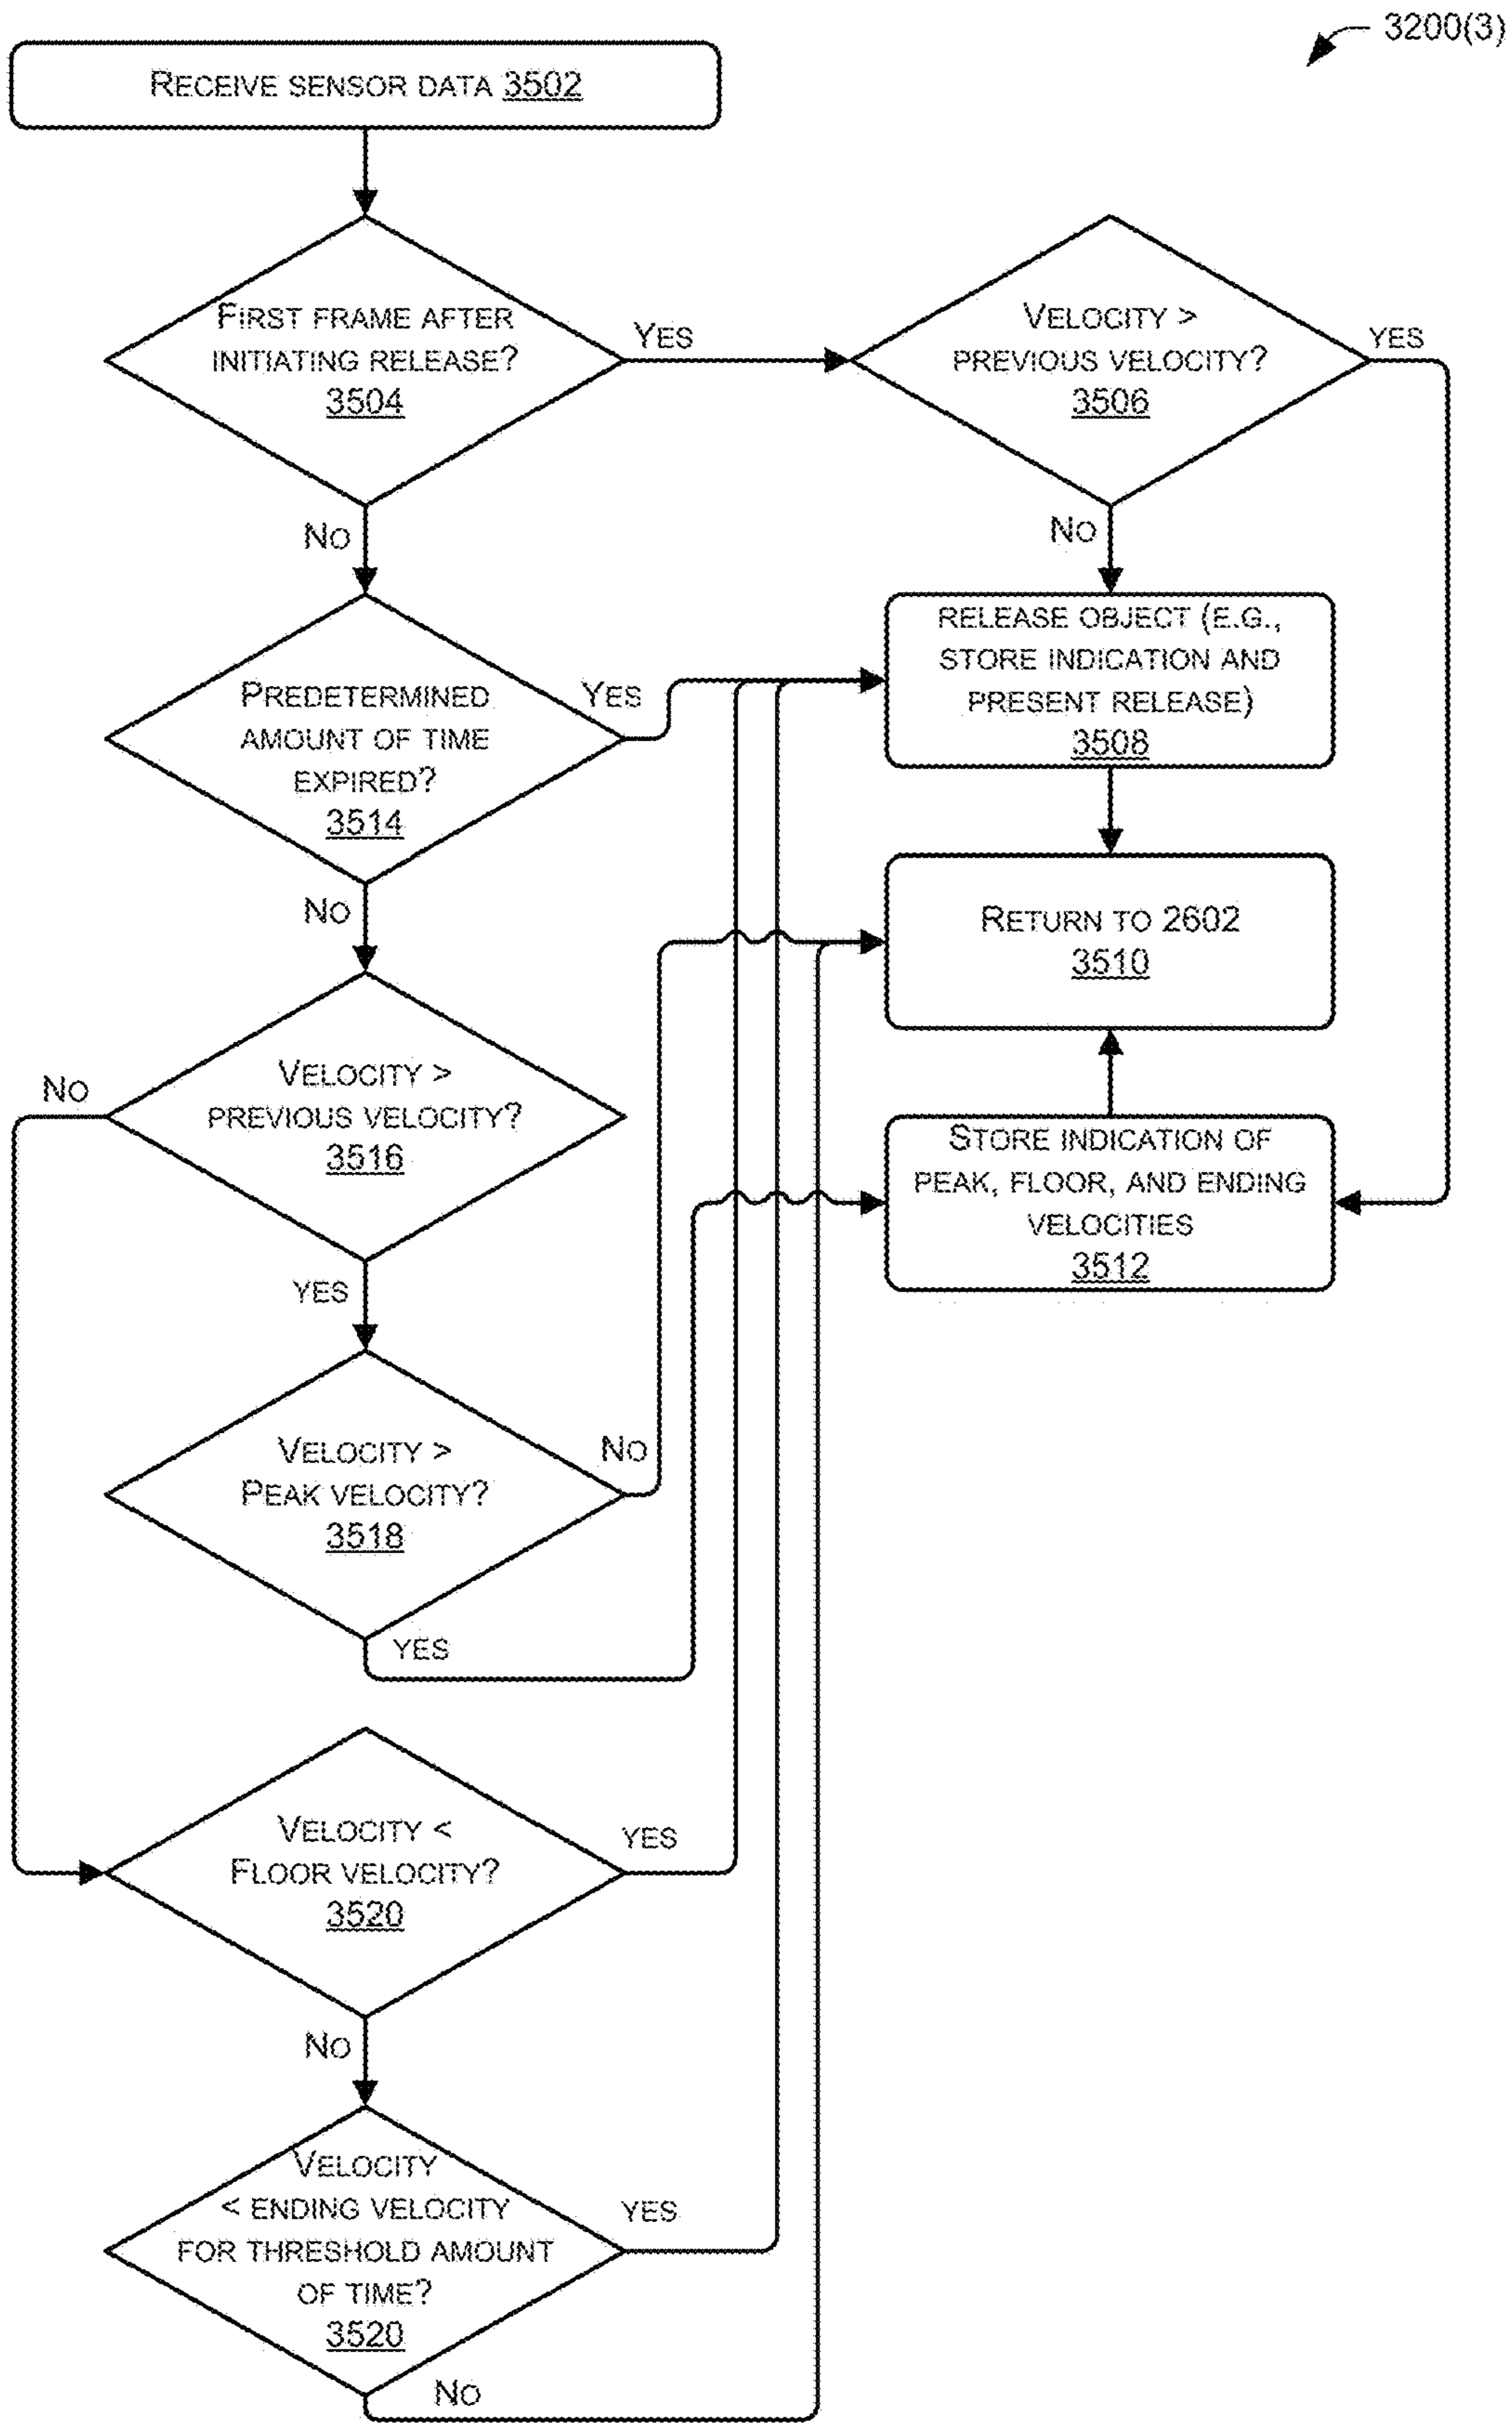 3200(3)
RECEIVE SENSOR DATA 3502
FIRST FRAME AFTER
INITIATING RELEASE?
3504
YES
VELOCITY >
PREVIOUS VELOCITY?
3506
YES
NO
NO
RELEASE OBJECT (E.G.,
STORE INDICATION AND
PRESENT RELEASE)
3508
PREDETERMINED
AMOUNT OF TIME
EXPIRED?
3514
YES
NO
RETURN TO 2602
3510
VELOCITY >
PREVIOUS VELOCITY?
3516
NO
YES
STORE INDICATION OF
PEAK, FLOOR, AND ENDING
VELOCITIES
3512
VELOCITY >
PEAK VELOCITY?
3518
NO
YES
VELOCITY <
FLOOR VELOCITY?
3520
YES
NO
VELOCITY
< ENDING VELOCITY
FOR THRESHOLD AMOUNT
OF TIME?
3520
YES
NO